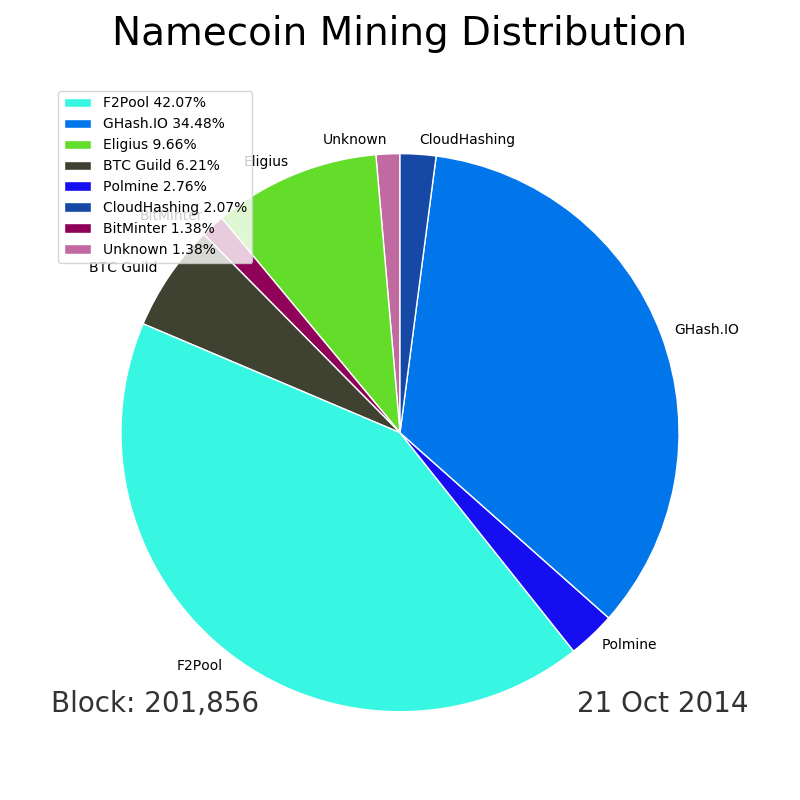 Namecoin Mining Distribution
F2Pool 42.07%
GHash.IO 34.48%
Eligius 9.66%
BTC Guild 6.21%
Polmine 2.76%
CloudHashing 2.07%
BitMinter 1.38%
Unknown 1.38%
Unknown
CloudHashing
Eligius
BitMinter
BTC Guild
GHash.IO
Polmine
F2Pool
Block: 201,856
21 Oct 2014